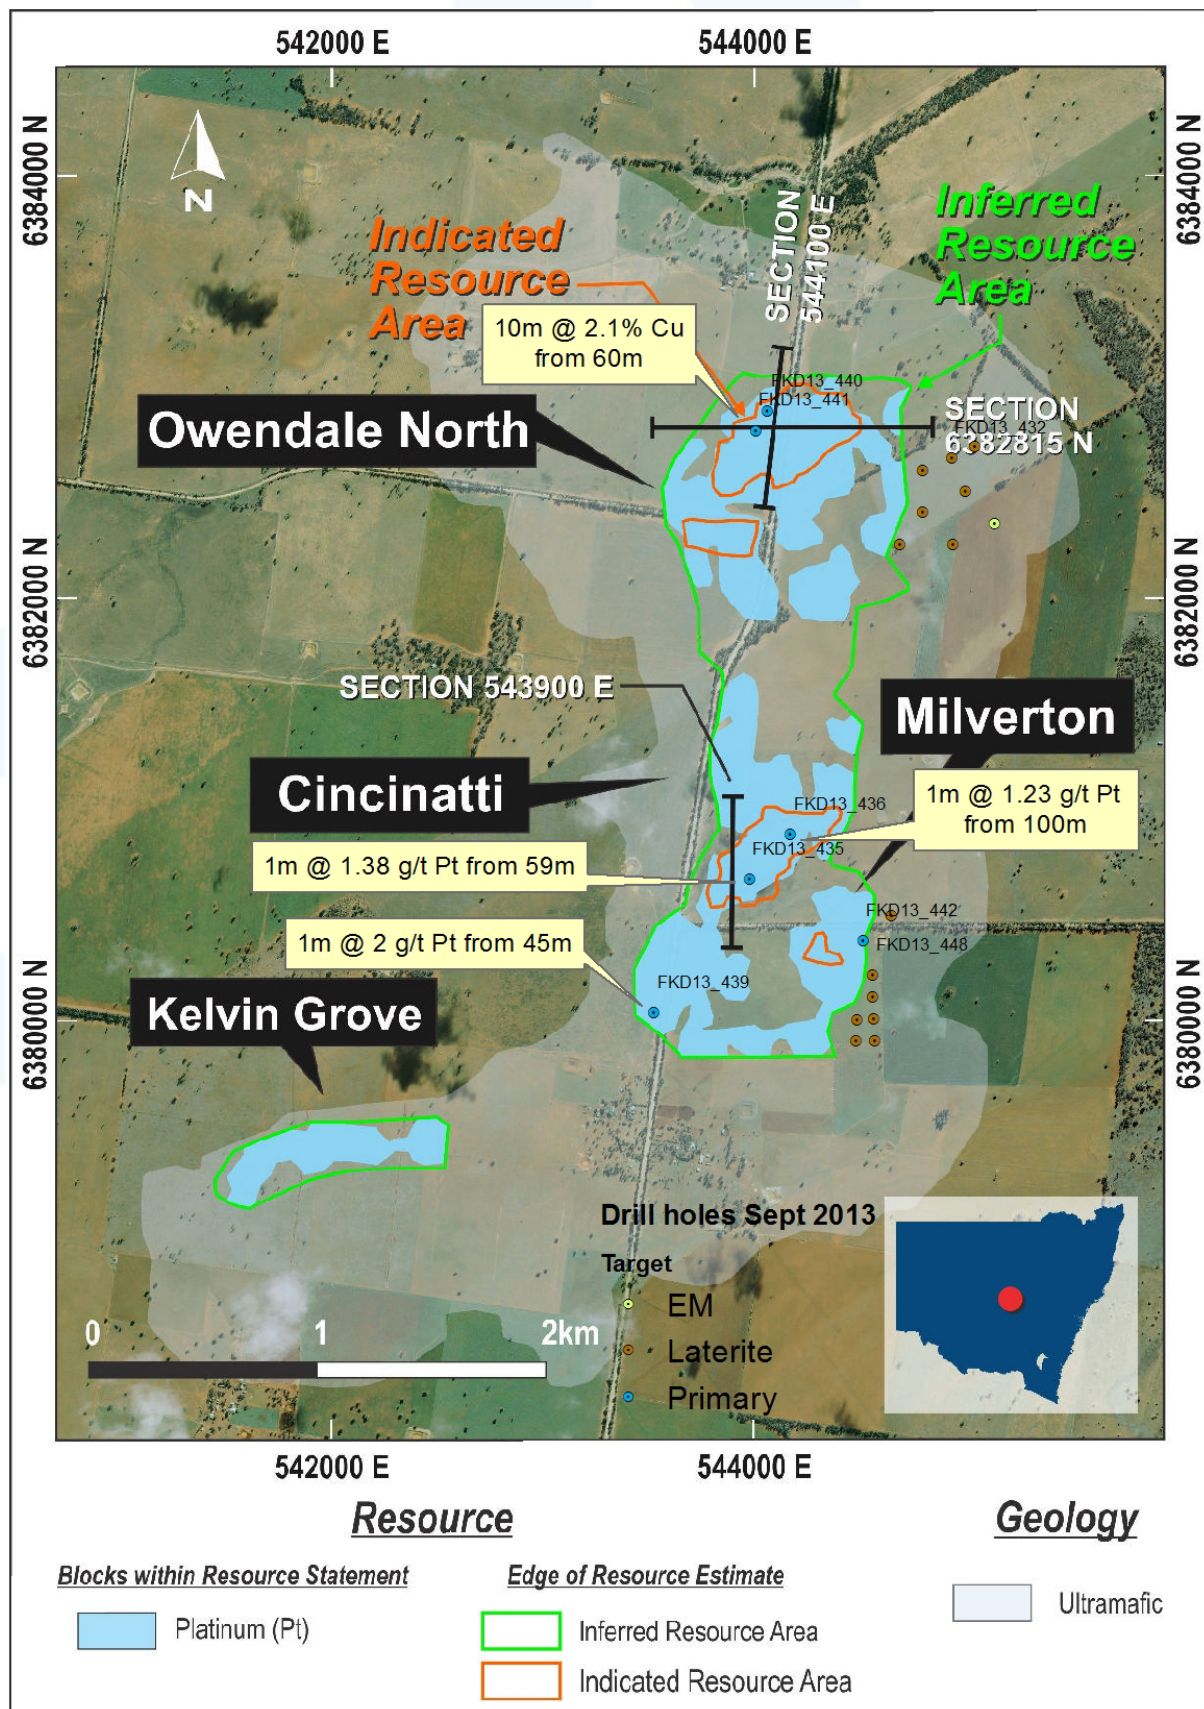 542000 E
544000 E
6384000 N
6384000 N
N
Indicated
Resource
Area
SECTION
544100 E
Inferred
Resource
Area
10m @ 2.1% Cu
from 60m
FKD13_440
FKD13_441
Owendale North
SECTION
6382815 N
FKD13_432
6382000 N
6382000 N
SECTION 543900 E
Milverton
Cincinatti
1m @ 1.23 g/t Pt
from 100m
FKD13_436
FKD13_435
1m @ 1.38 g/t Pt from 59m
FKD13_442
1m @ 2 g/t Pt from 45m
FKD13_448
FKD13_439
Kelvin Grove
6380000 N
6380000 N
Drill holes Sept 2013
Target
EM
Laterite
Primary
0
1
2km
542000 E
544000 E
Resource
Geology
Blocks within Resource Statement
Edge of Resource Estimate
Platinum (Pt)
Inferred Resource Area
Indicated Resource Area
Ultramafic